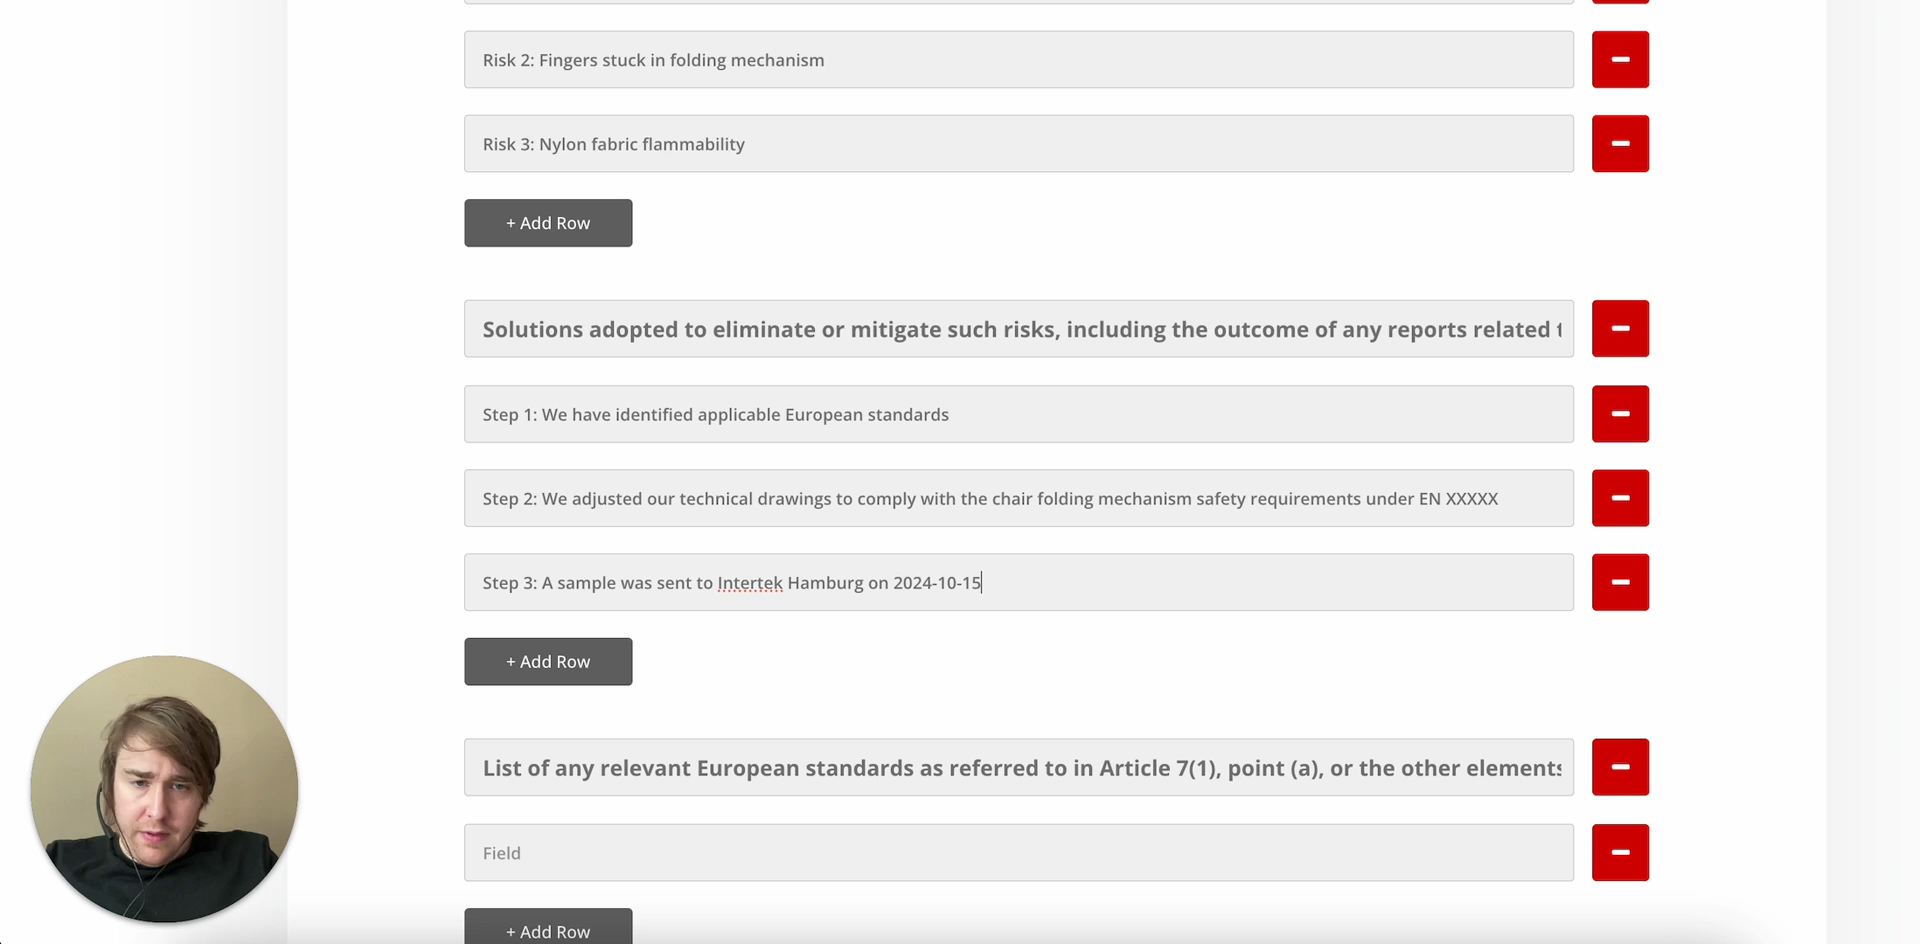 Risk 2: Fingers stuck in folding mechanism
Risk 3: Nylon fabric flammability
+ Add Row
Solutions adopted to eliminate or mitigate such risks, including the outcome of any reports related
Step 1: We have identified applicable European standards
Step 2: We adjusted our technical drawings to comply with the chair folding mechanism safety requirements under EN XXXXX
Step 3: A sample was sent to Intertek Hamburg on 2024-10-15
+ Add Row
List of any relevant European standards as referred to in Article 7(1), point (a), or the other elements
Field
+ Add Row